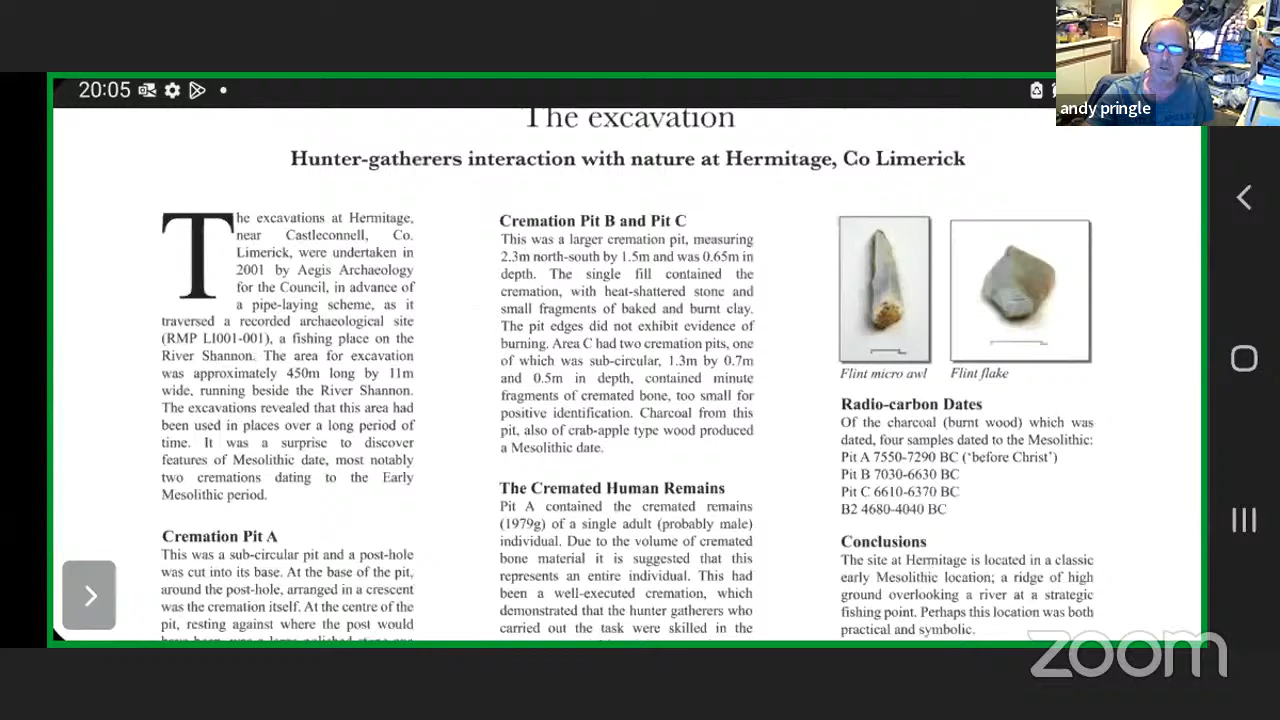 20:05
andy pringle
The excavation
Hunter-gatherers interaction with nature at Hermitage, Co Limerick
The excavations at Hermitage,
near Castleconnell, Co.
Limerick, were undertaken in
2001 by Aegis Archaeology
for the Council, in advance of
a pipe-laying scheme, as it
traversed a recorded archaeological site
(RMP LI001-001), a fishing place on the
River Shannon. The area for excavation
was approximately 450m long by 11m
wide, running beside the River Shannon.
The excavations revealed that this area had
been used in places over a long period of
time. It was a surprise to discover
features of Mesolithic date, most notably
two cremations dating to the Early
Mesolithic period.
Cremation Pit A
This was a sub-circular pit and a post-hole
was cut into its base. At the base of the pit,
around the post-hole, arranged in a crescent
was the cremation itself. At the centre of the
pit, resting against where the post would
Cremation Pit B and Pit C
This was a larger cremation pit, measuring
2.3m north-south by 1.5m and was 0.65m in
depth. The single fill contained the
cremation, with heat-shattered stone and
small fragments of baked and burnt clay.
The pit edges did not exhibit evidence of
burning. Area C had two cremation pits, one
of which was sub-circular, 1.3m by 0.7m
and 0.5m in depth, contained minute
fragments of cremated bone, too small for
positive identification. Charcoal from this
pit, also of crab-apple type wood produced
a Mesolithic date.
The Cremated Human Remains
Pit A contained the cremated remains
(1979g) of a single adult (probably male)
individual. Due to the volume of cremated
bone material it is suggested that this
represents an entire individual. This had
been a well-executed cremation, which
demonstrated that the hunter gatherers who
carried out the task were skilled in the
Flint micro awl
Flint flake
Radio-carbon Dates
Of the charcoal (burnt wood) which was
dated, four samples dated to the Mesolithic:
Pit A 7550-7290 BC ('before Christ')
Pit B 7030-6630 BC
Pit C 6610-6370 BC
B2 4680-4040 BC
Conclusions
The site at Hermitage is located in a classic
early Mesolithic location; a ridge of high
ground overlooking a river at a strategic
fishing point. Perhaps this location was both
practical and symbolic.
zoom